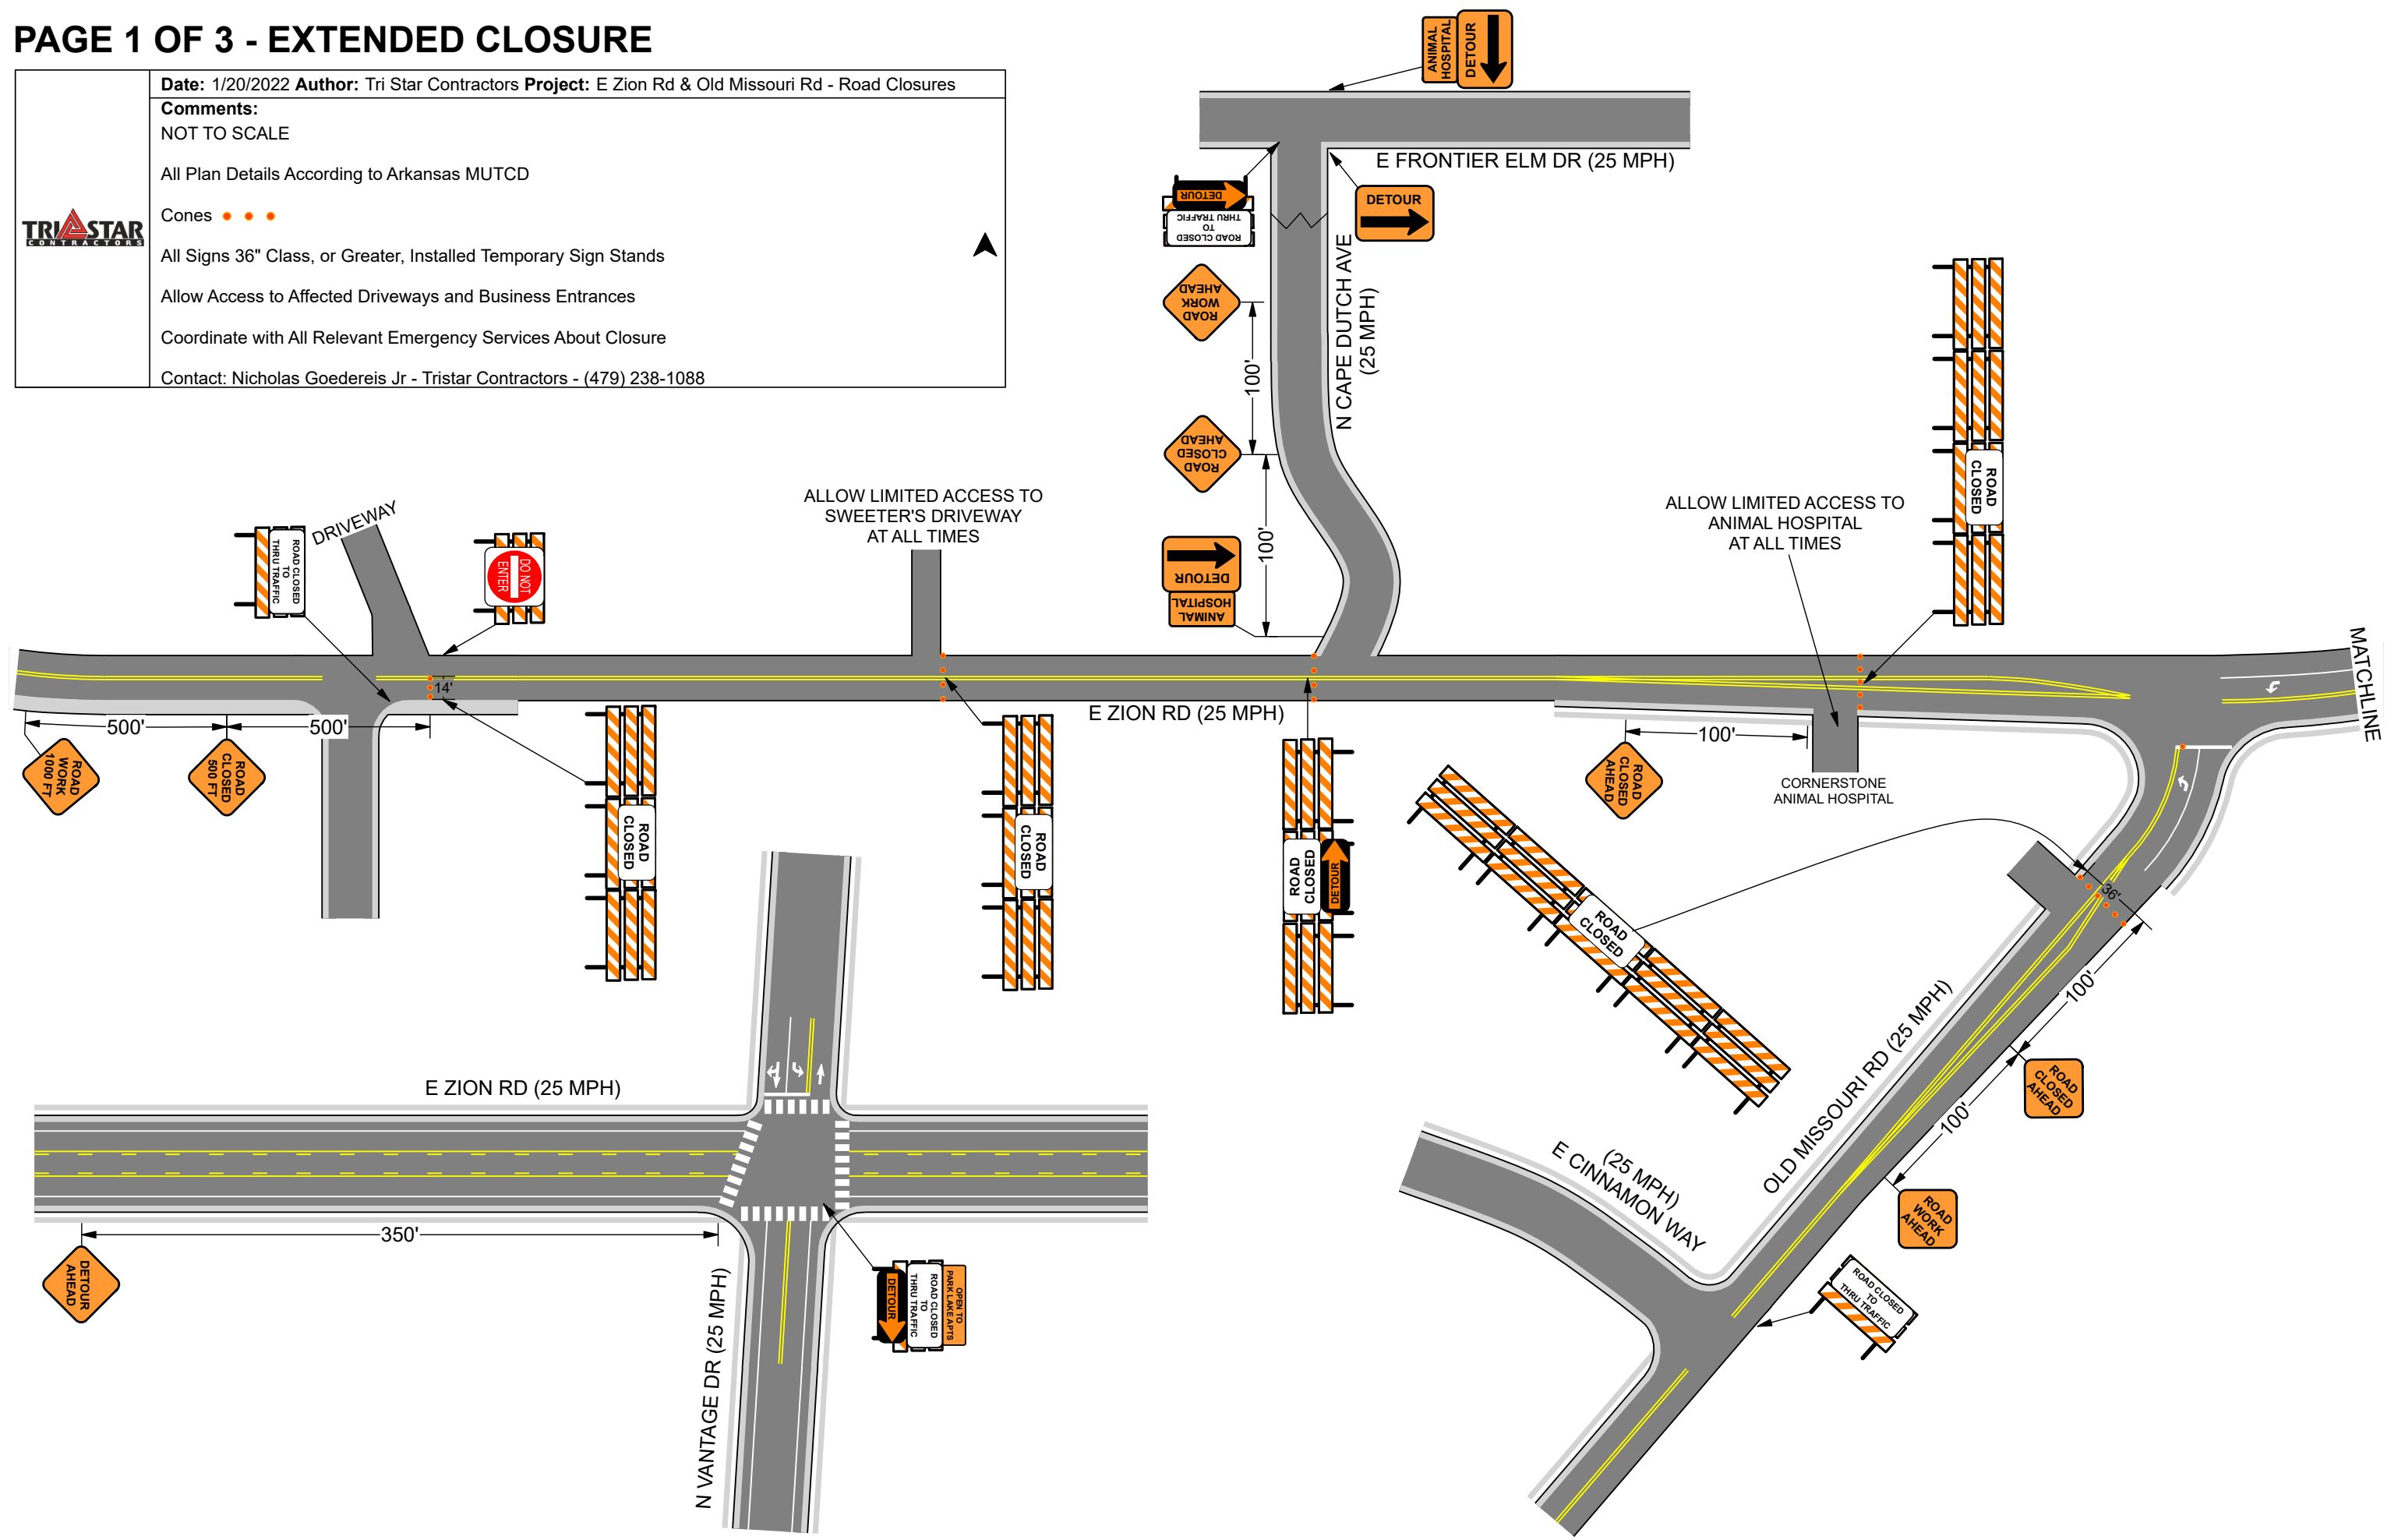 PAGE 1 OF 3 - EXTENDED CLOSURE
Date: 1/20/2022 Author: Tri Star Contractors Project: E Zion Rd & Old Missouri Rd - Road Closures
Comments:
NOT TO SCALE
All Plan Details According to Arkansas MUTCD
Cones
All Signs 36" Class, or Greater, Installed Temporary Sign Stands
Allow Access to Affected Driveways and Business Entrances
Coordinate with All Relevant Emergency Services About Closure
Contact: Nicholas Goedereis Jr - Tristar Contractors - (479) 238-1088
TRI STAR
CONTRACTORS
ANIMAL
HOSPITAL
DETOUR
E FRONTIER ELM DR (25 MPH)
DETOUR
ROAD CLOSED
TO
THRU TRAFFIC
DETOUR
N CAPE DUTCH AVE
(25 MPH)
ROAD
WORK
AHEAD
100'
ROAD
CLOSED
AHEAD
100'
DETOUR
ANIMAL
HOSPITAL
DRIVEWAY
ROAD CLOSED
TO
THRU TRAFFIC
DO NOT
ENTER
ALLOW LIMITED ACCESS TO
SWEETER'S DRIVEWAY
AT ALL TIMES
ALLOW LIMITED ACCESS TO
ANIMAL HOSPITAL
AT ALL TIMES
ROAD
CLOSED
MATCHLINE
14'
500'
500'
ROAD
WORK
1000 FT
ROAD
CLOSED
500 FT
ROAD
CLOSED
ROAD
CLOSED
E ZION RD (25 MPH)
ROAD
CLOSED
DETOUR
100'
ROAD
CLOSED
AHEAD
CORNERSTONE
ANIMAL HOSPITAL
ROAD
CLOSED
36'
100'
ROAD
CLOSED
AHEAD
100'
ROAD
WORK
AHEAD
OLD MISSOURI RD (25 MPH)
(25 MPH)
E CINNAMON WAY
ROAD CLOSED
TO
THRU TRAFFIC
E ZION RD (25 MPH)
350'
DETOUR
AHEAD
N VANTAGE DR (25 MPH)
OPEN TO
PARK LAKE APTS
ROAD CLOSED
TO
THRU TRAFFIC
DETOUR